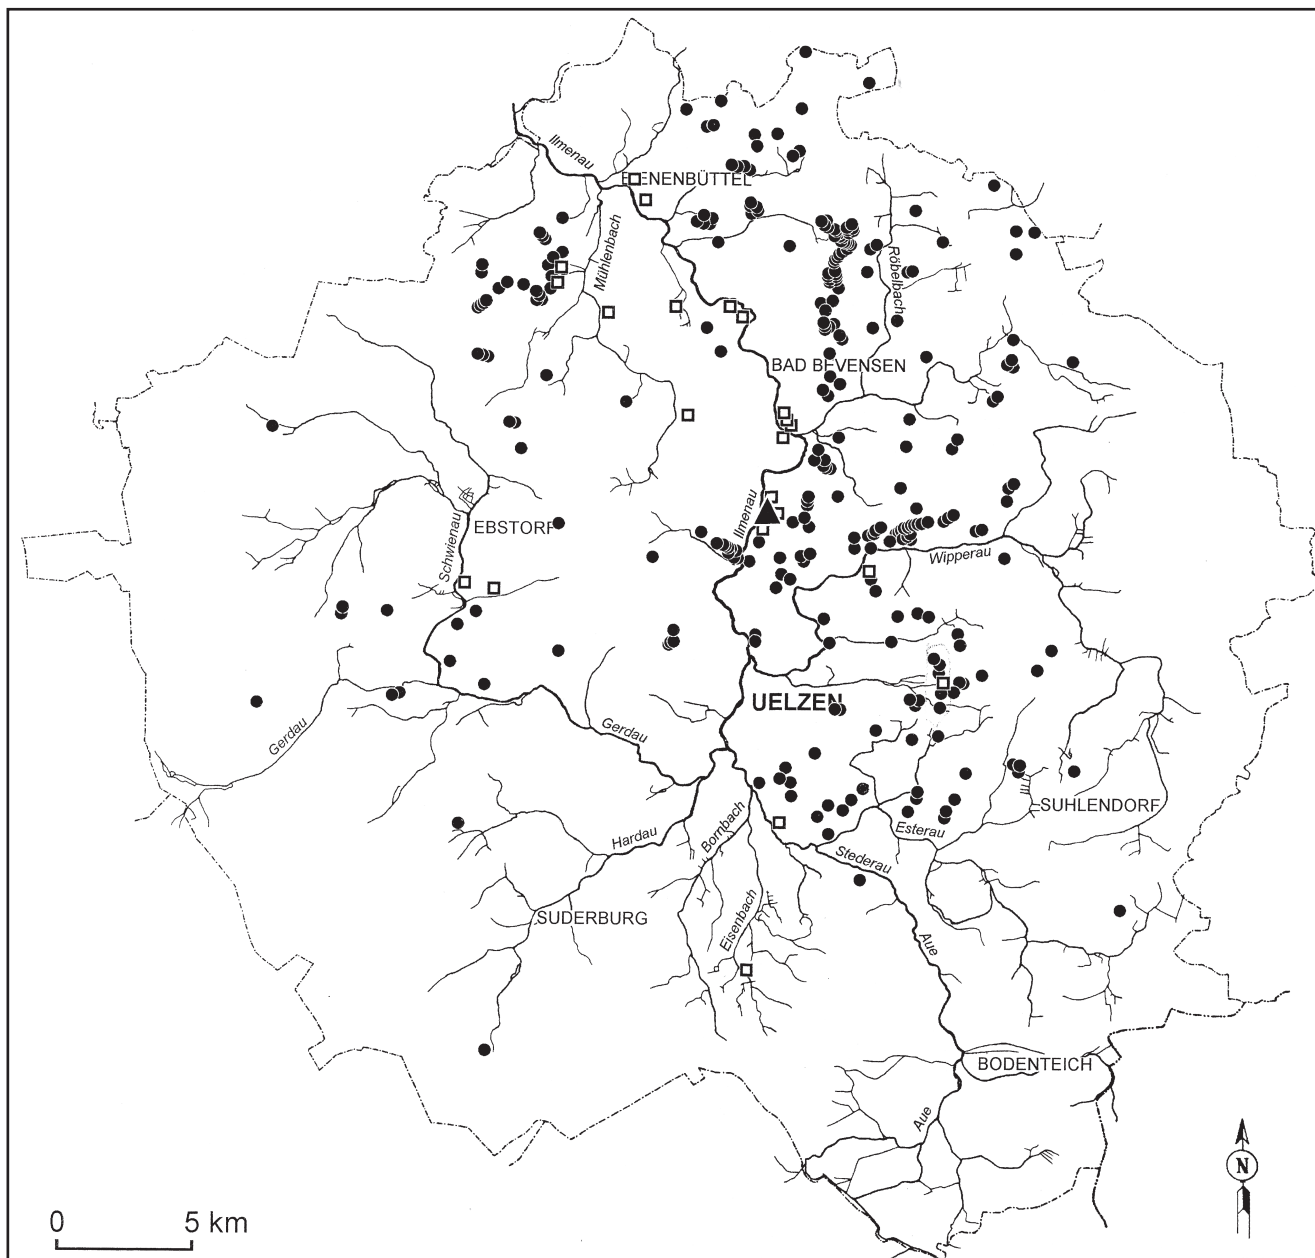 Ilmenau
BIENENBÜTTEL
Mühlenbach
Röbelbach
BAD BEVENSEN
Ilmenau
Schwienau
EBSTORF
Wipperau
UELZEN
Gerdau
Gerdau
SUHLENDORF
Bornbach
Hardau
Esterau
Stederau
SUDERBURG
Eisenbach
Aue
BODENTEICH
Aue
N
0 5 km